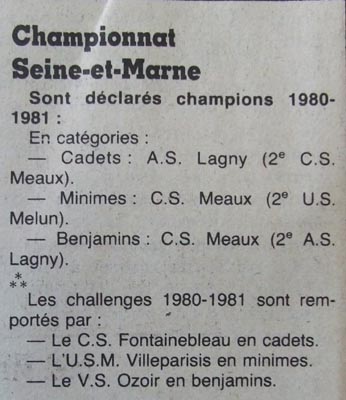 Championnat
Seine-et-Marne
Sont déclarés champions 1980-
1981 :
En catégories :
— Cadets : A.S. Lagny (2e C.S.
Meaux).
— Minimes : C.S. Meaux (2e U.S.
Melun).
— Benjamins : C.S. Meaux (2e A.S.
Lagny).
*
**
Les challenges 1980-1981 sont rem-
portés par :
— Le C.S. Fontainebleau en cadets.
— L'U.S.M. Villeparisis en minimes.
— Le V.S. Ozoir en benjamins.